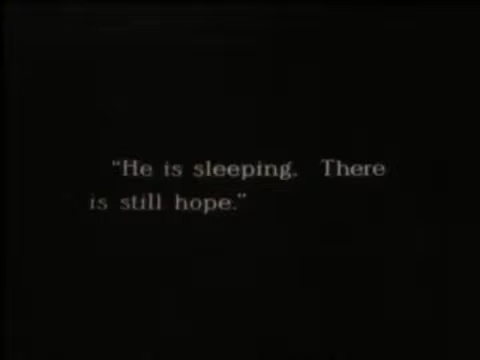 “He is sleeping. There
is still hope.”